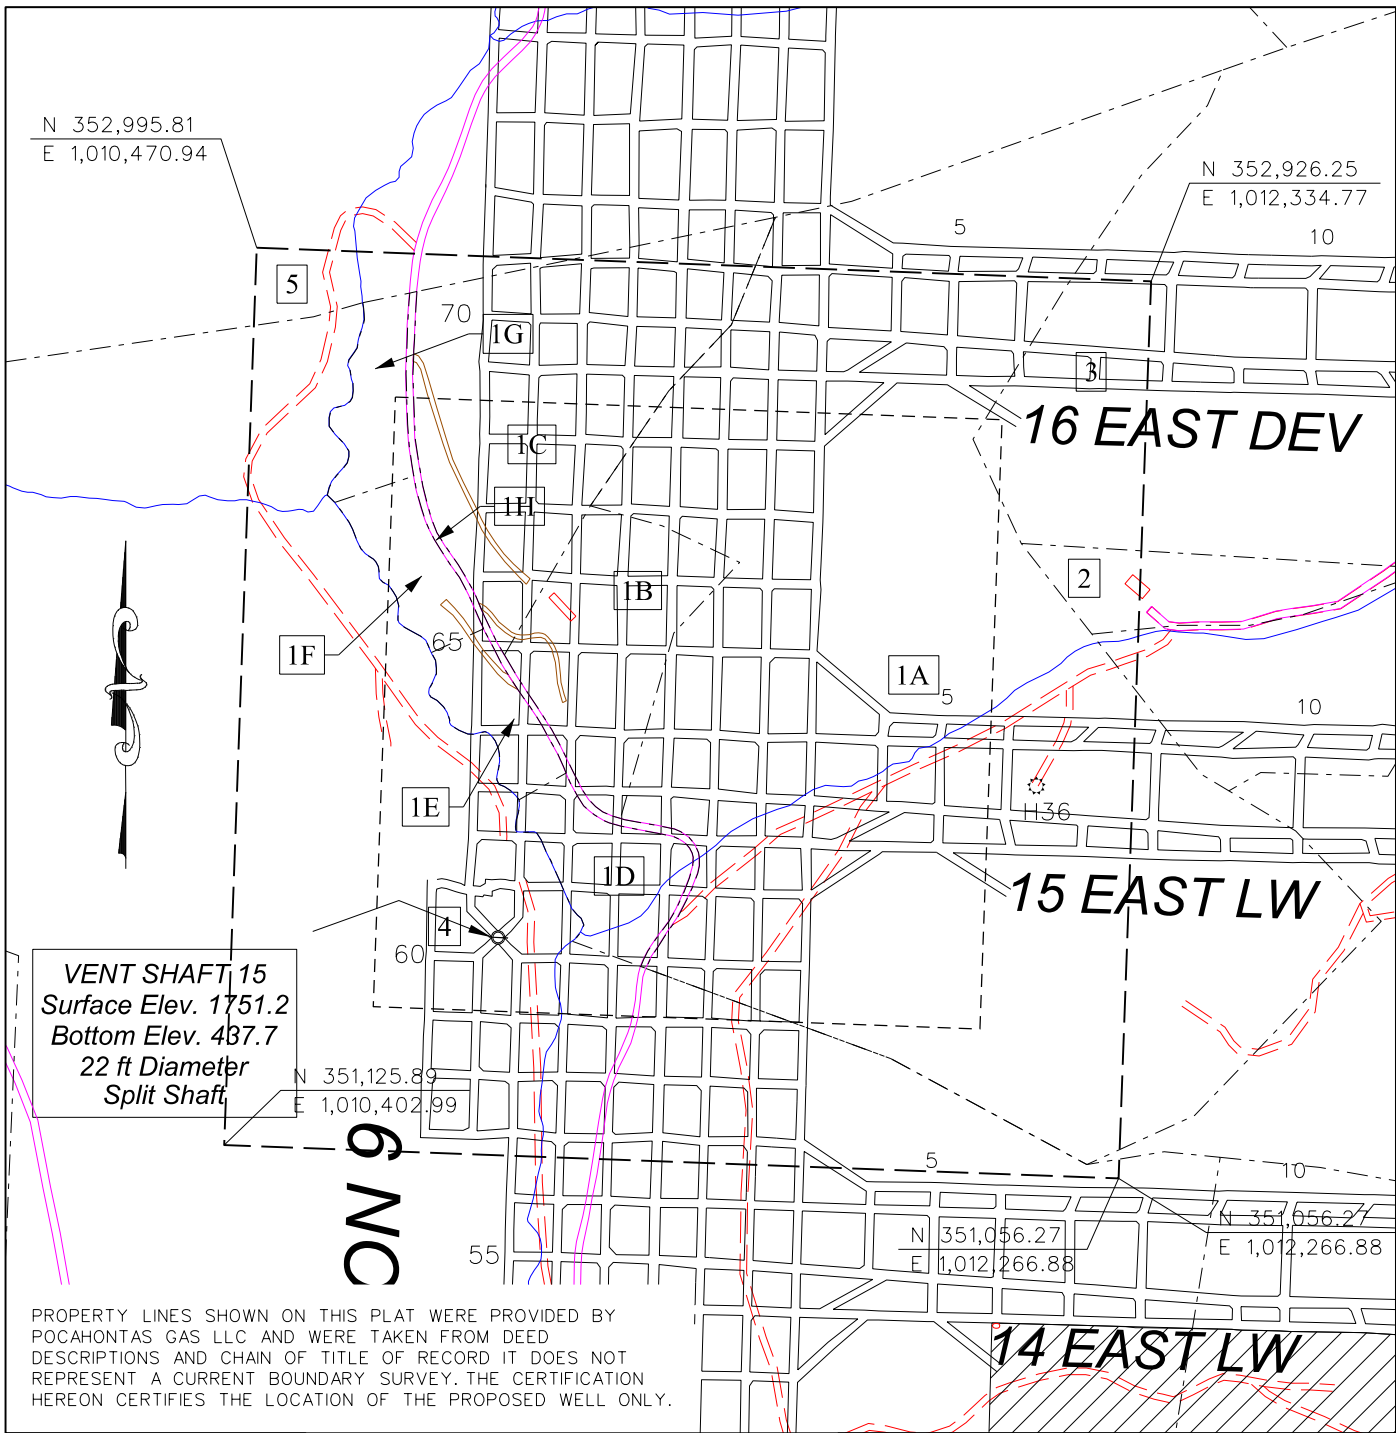 N 352,995.81
E 1,010,470.94
N 352,926.25
E 1,012,334.77
5
10
5
70
1G
3
16 EAST DEV
1C
1H
2
1B
65
1F
1A
5
10
1E
H36
1D
15 EAST LW
4
60
VENT SHAFT 15
Surface Elev. 1751.2
Bottom Elev. 437.7
22 ft Diameter
Split Shaft
N 351,125.89
E 1,010,402.99
6 NC
5
10
N 351,056.27
E 1,012,266.88
N 351,056.27
E 1,012,266.88
55
14 EAST LW
PROPERTY LINES SHOWN ON THIS PLAT WERE PROVIDED BY
POCAHONTAS GAS LLC AND WERE TAKEN FROM DEED
DESCRIPTIONS AND CHAIN OF TITLE OF RECORD IT DOES NOT
REPRESENT A CURRENT BOUNDARY SURVEY. THE CERTIFICATION
HEREON CERTIFIES THE LOCATION OF THE PROPOSED WELL ONLY.